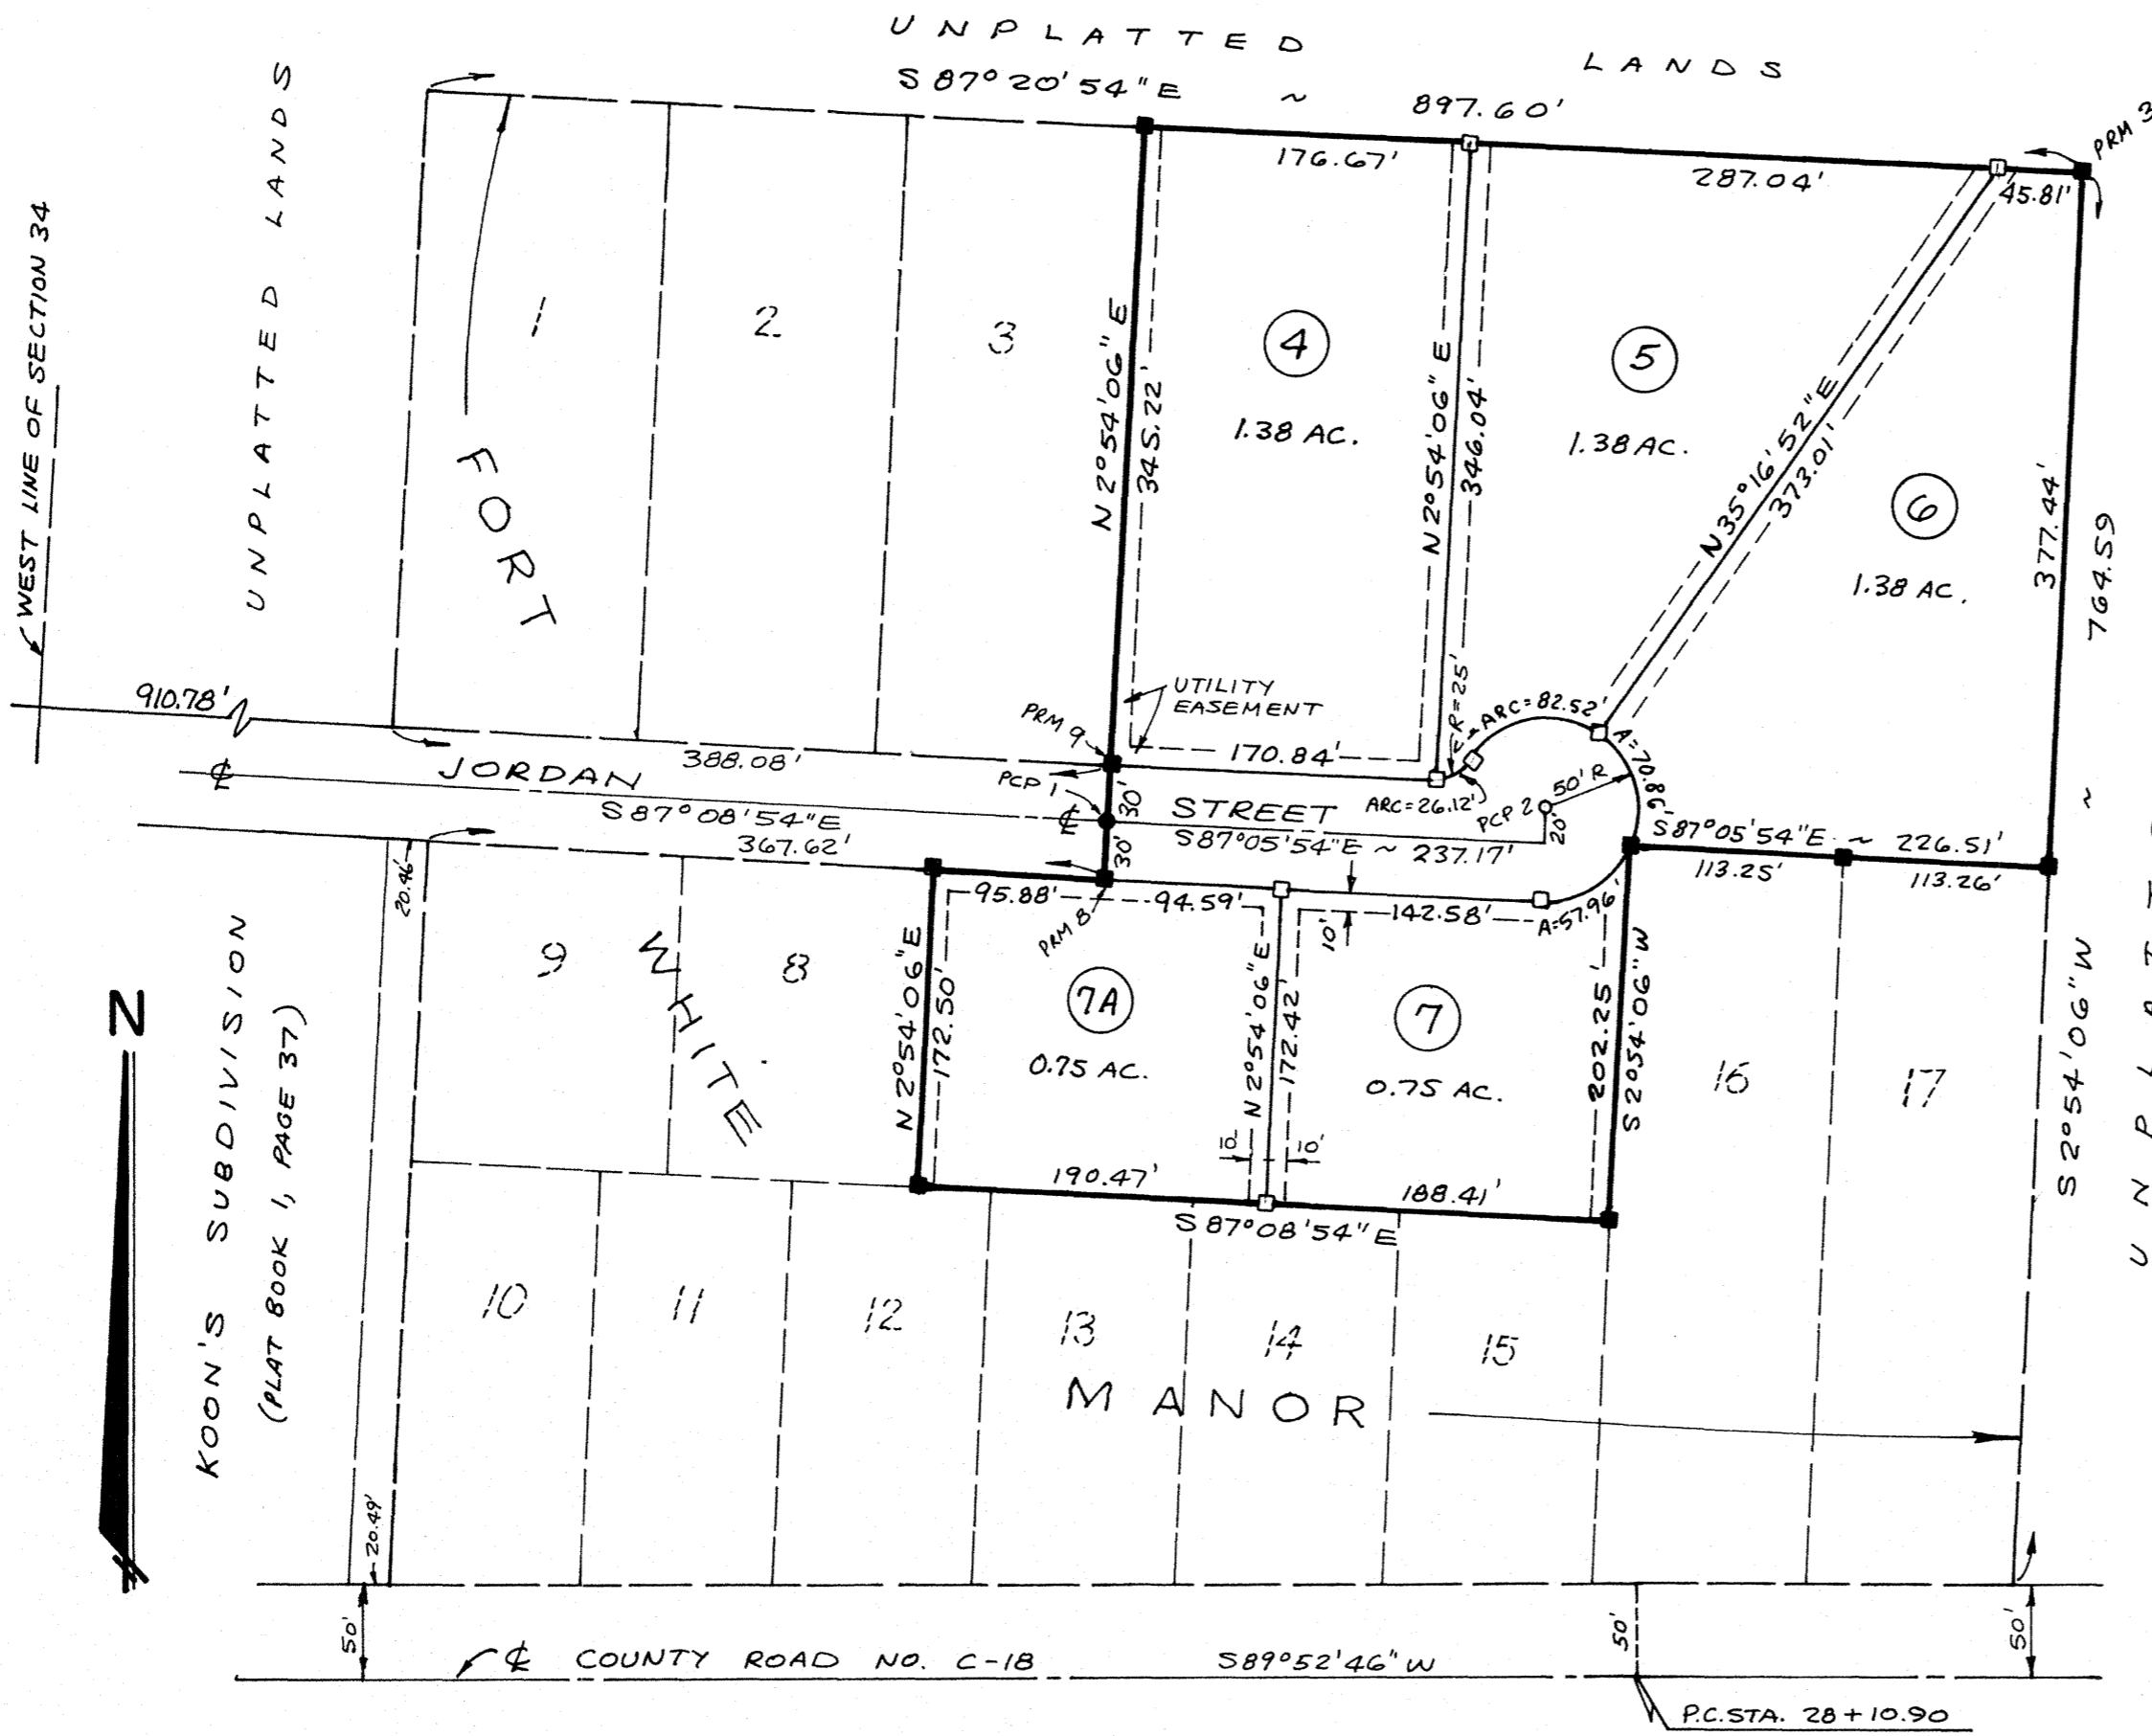 UNPLATTED LANDS
S 87° 20' 54" E ~ 897.60'
PRM 3
176.67'
287.04'
45.81'
WEST LINE OF SECTION 34
UNPLATTED LANDS
1
2
3
FORT
N 2° 54' 06" E
345.22'
4
1.38 AC.
N 2° 54' 06" E
346.04'
5
1.38 AC.
N 35° 16' 52" E
373.01'
6
1.38 AC.
377.44'
764.59 ~
S 2° 54' 06" W
910.78'
UTILITY
EASEMENT
PRM 9
170.84'
R=25'
ARC=82.52'
A=70.86'
℄
JORDAN
388.08'
PCP 1
℄
30'
STREET
ARC=26.12'
PCP 2
50' R
20'
S 87° 08' 54" E
S 87° 05' 54" E ~ 237.17'
S 87° 05' 54" E ~ 226.51'
367.62'
30'
113.25'
113.26'
20.46'
95.88'
94.59'
142.58'
A=57.96'
PRM 8
10'
9
WHITE
8
N 2° 54' 06" E
172.50'
7A
0.75 AC.
N 2° 54' 06" E
172.42'
7
0.75 AC.
202.25'
S 2° 54' 06" W
16
17
N
KOON'S SUBDIVISION
(PLAT BOOK 1, PAGE 37)
10
10'
190.47'
188.41'
S 87° 08' 54" E
10
11
12
13
14
15
MANOR
20.49'
50'
50'
50'
℄ COUNTY ROAD NO. C-18
S 89° 52' 46" W
P.C. STA. 28 + 10.90